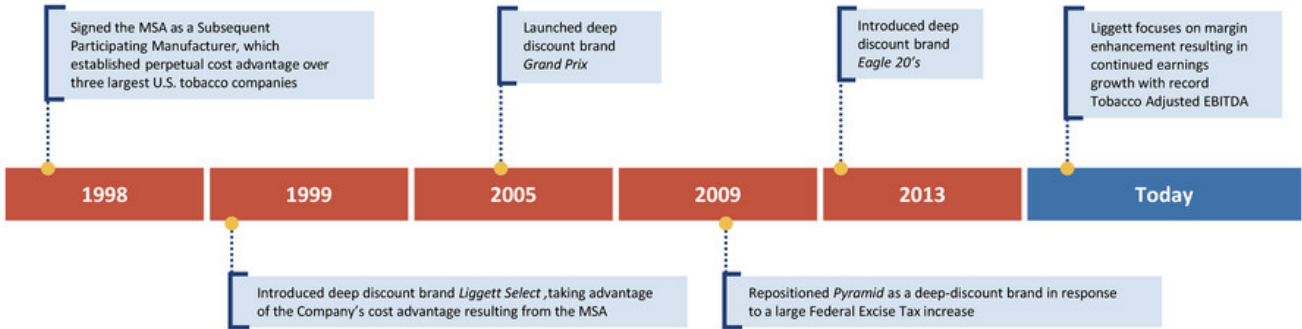 Signed the MSA as a Subsequent
Participating Manufacturer, which
established perpetual cost advantage over
three largest U.S. tobacco companies
Launched deep
discount brand
Grand Prix
Introduced deep
discount brand
Eagle 20's
Liggett focuses on margin
enhancement resulting in
continued earnings
growth with record
Tobacco Adjusted EBITDA
1998
1999
2005
2009
2013
Today
Introduced deep discount brand Liggett Select ,taking advantage
of the Company's cost advantage resulting from the MSA
Repositioned Pyramid as a deep-discount brand in response
to a large Federal Excise Tax increase